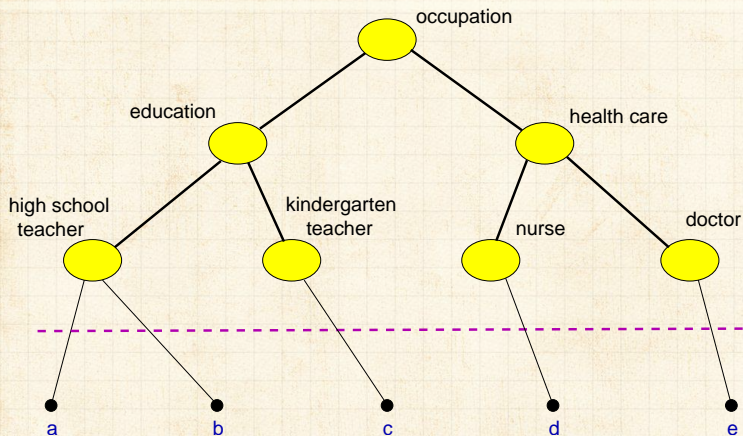 occupation
education
health care
high school
teacher
kindergarten
teacher
nurse
doctor
a
b
c
d
e